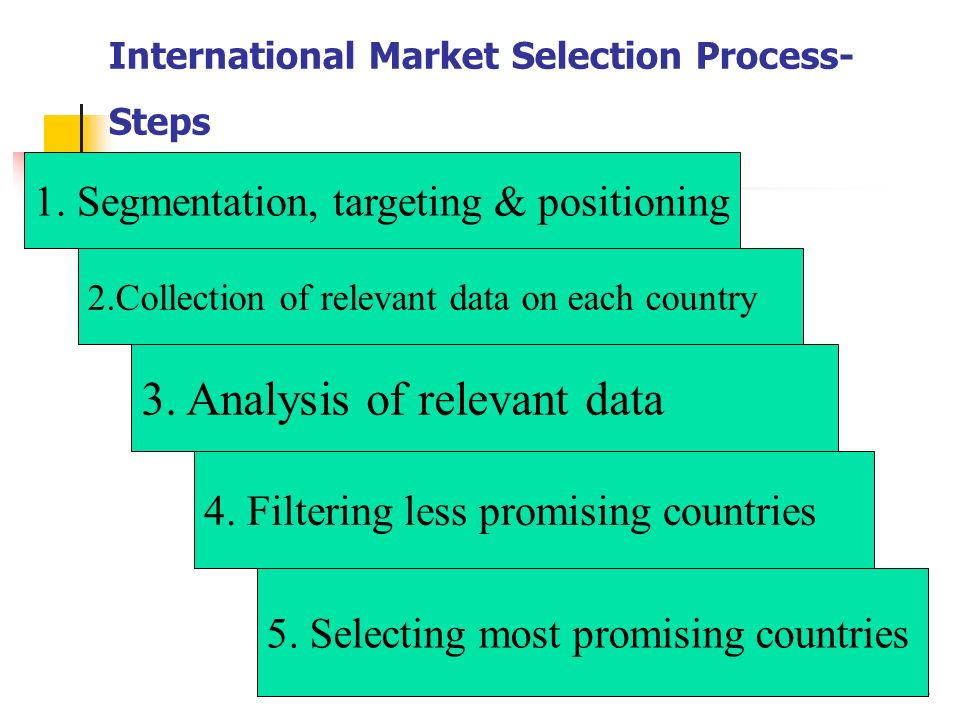 International Market Selection Process-
Steps
1. Segmentation, targeting & positioning
2.Collection of relevant data on each country
3. Analysis of relevant data
4. Filtering less promising countries
5. Selecting most promising countries